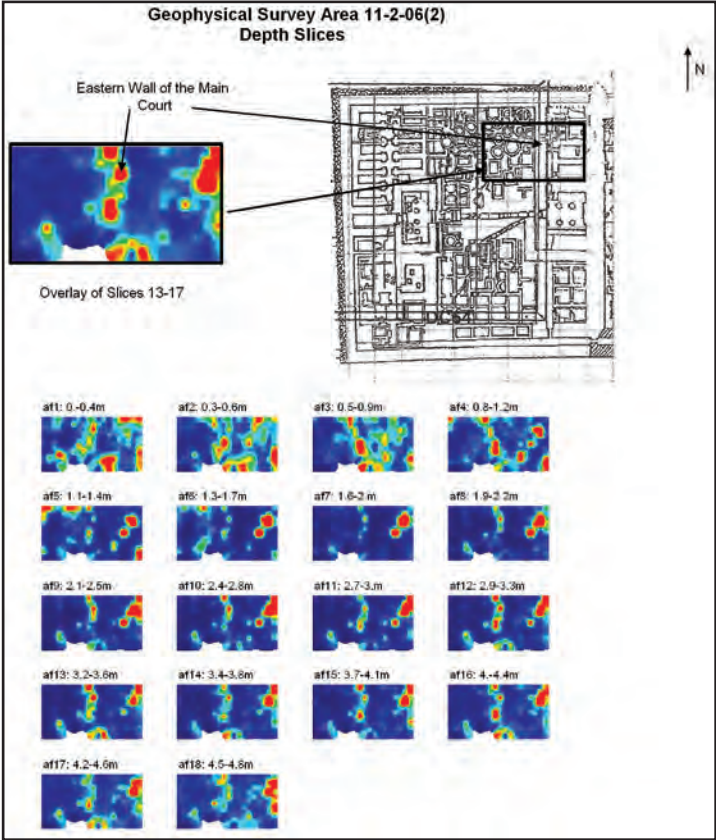 Geophysical Survey Area 11-2-06(2)
Depth Slices
N
Eastern Wall of the Main
Court
Overlay of Slices 13-17
af1: 0.-0.4m
af2: 0.3-0.6m
af3: 0.5-0.9m
af4: 0.8-1.2m
af5: 1.1-1.4m
af6: 1.3-1.7m
af7: 1.6-2.m
af8: 1.9-2.2m
af9: 2.1-2.5m
af10: 2.4-2.8m
af11: 2.7-3.m
af12: 2.9-3.3m
af13: 3.2-3.6m
af14: 3.4-3.8m
af15: 3.7-4.1m
af16: 4.-4.4m
af17: 4.2-4.6m
af18: 4.5-4.8m